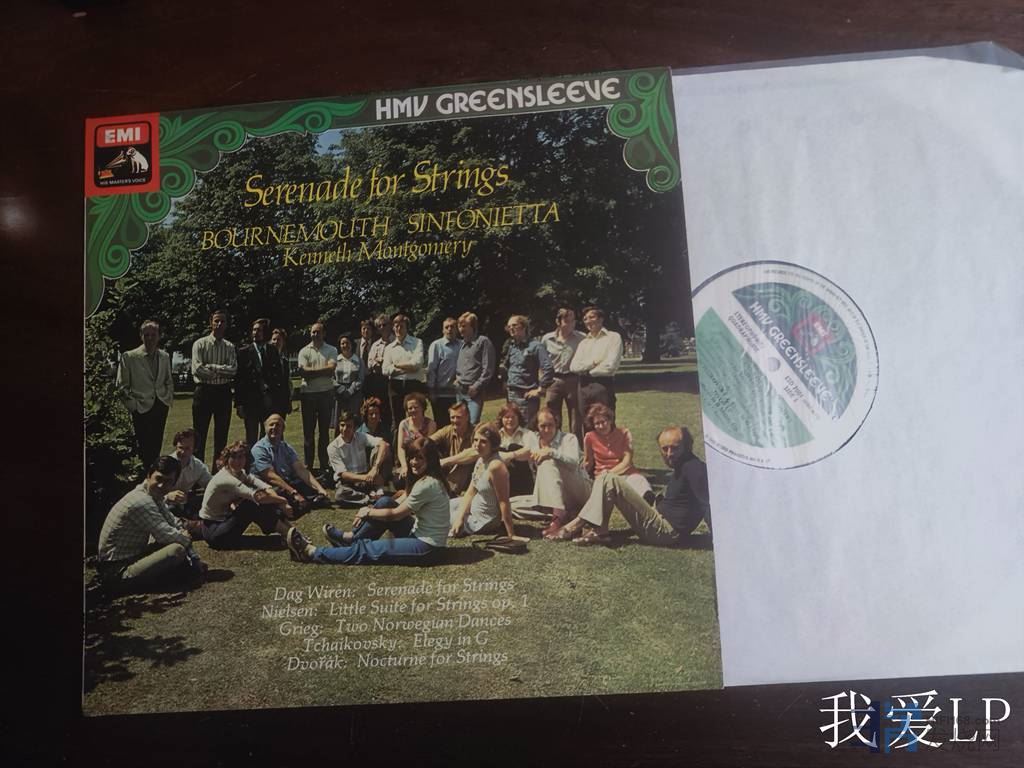 HMV GREENSLEEVE
EMI
HIS MASTER'S VOICE
Serenade for Strings
BOURNEMOUTH SINFONIETTA
Kenneth Montgomery
Dag Wirén: Serenade for Strings
Nielsen: Little Suite for Strings op. 1
Grieg: Two Norwegian Dances
Tchaikovsky: Elegy in G
Dvořák: Nocturne for Strings
EMI
HMV GREENSLEEVE
我爱LP